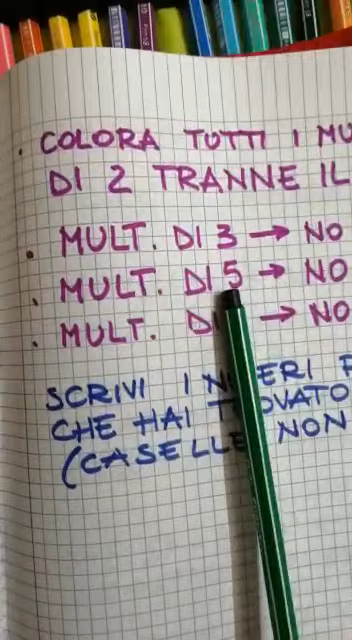 . COLORA TUTTI I MU
DI 2 TRANNE IL
. MULT. DI 3 → NO
. MULT. DI 5 → NO
. MULT. DI → NO
SCRIVI I
CHE HAI
(CASELLE NON